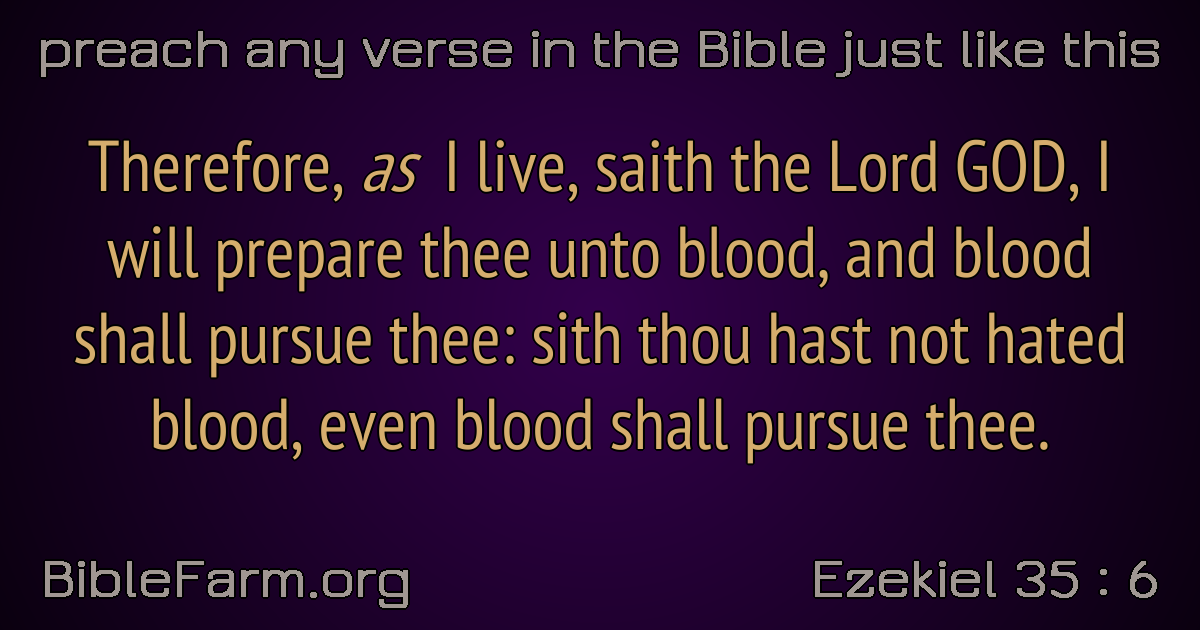 preach any verse in the Bible just like this
Therefore, as I live, saith the Lord GOD, I
will prepare thee unto blood, and blood
shall pursue thee: sith thou hast not hated
blood, even blood shall pursue thee.
BibleFarm.org
Ezekiel 35 : 6